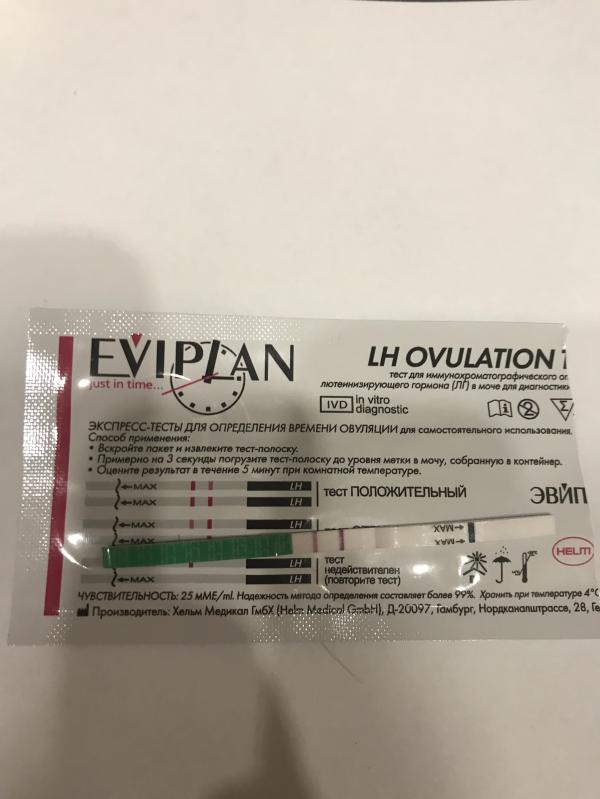 EVIPLAN
just in time...
LH OVULATION
тест для иммунохроматографического
лютеинизирующего гормона (ЛГ) в моче для диагностики
IVD in vitro diagnostic
ЭКСПРЕСС-ТЕСТЫ ДЛЯ ОПРЕДЕЛЕНИЯ ВРЕМЕНИ ОВУЛЯЦИИ для самостоятельного использования.
Способ применения:
• Вскройте пакет и извлеките тест-полоску.
• Примерно на 3 секунды погрузите тест-полоску до уровня метки в мочу, собранную в контейнер.
• Оцените результат в течение 5 минут при комнатной температуре.
MAX LH
MAX LH
тест ПОЛОЖИТЕЛЬНЫЙ
ЭВИП
MAX LH
MAX
MAX
MAX
LH
тест
недействителен
(повторите тест)
MAX LH
HELM
ЧУВСТВИТЕЛЬНОСТЬ: 25 мМЕ/ml. Надежность метода определения составляет более 99%. Хранить при температуре 4°C
Производитель: Хельм Медикал ГмбХ (Helm Medical GmbH), Д-20097, Гамбург, Нордканалштрассе, 28,